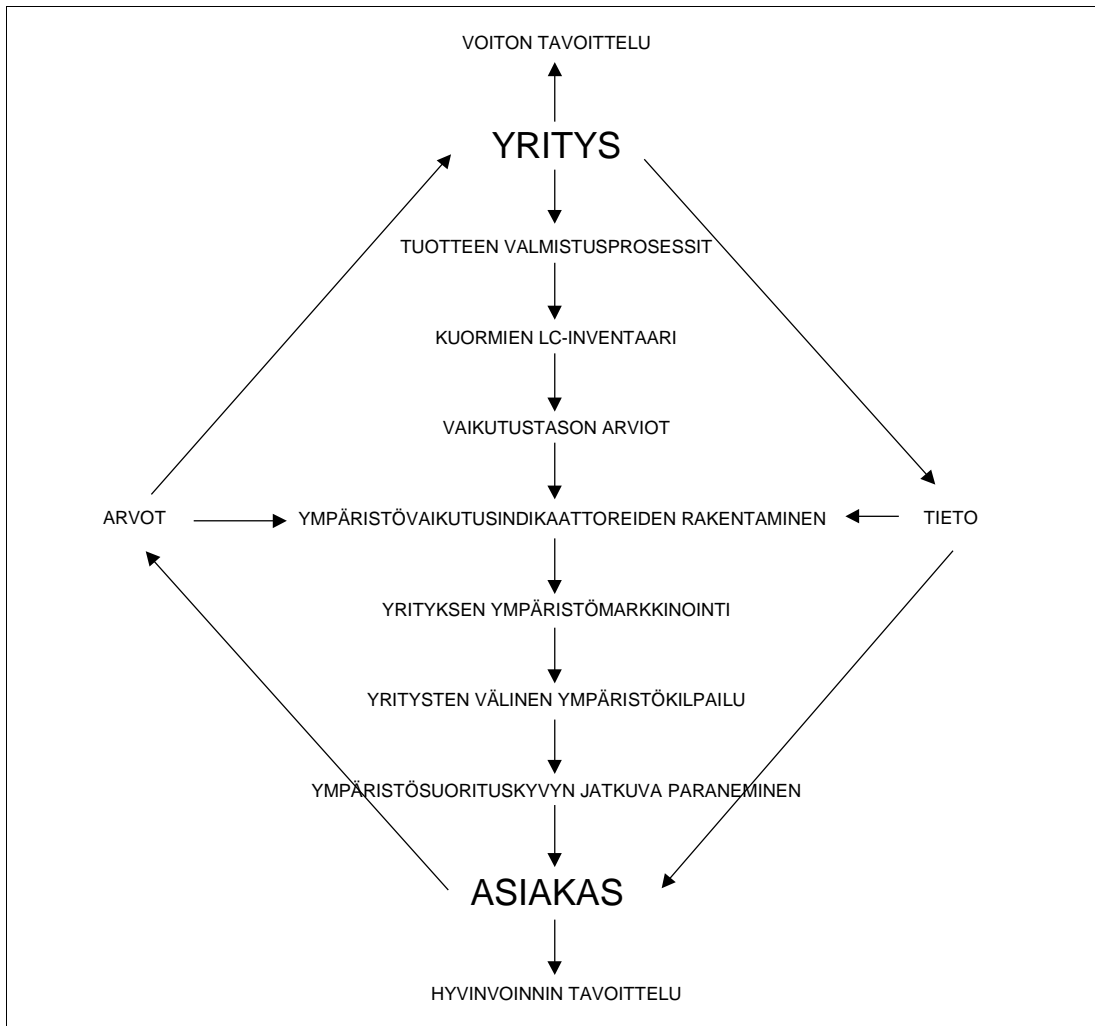 VOITON TAVOITTELU
YRITYS
TUOTTEEN VALMISTUSPROSESSIT
KUORMIEN LC-INVENTAARI
VAIKUTUSTASON ARVIOT
ARVOT
YMPÄRISTÖVAIKUTUSINDIKAATTOREIDEN RAKENTAMINEN
TIETO
YRITYKSEN YMPÄRISTÖMARKKINOINTI
YRITYSTEN VÄLINEN YMPÄRISTÖKILPAILU
YMPÄRISTÖSUORITUSKYVYN JATKUVA PARANEMINEN
ASIAKAS
HYVINVOINNIN TAVOITTELU